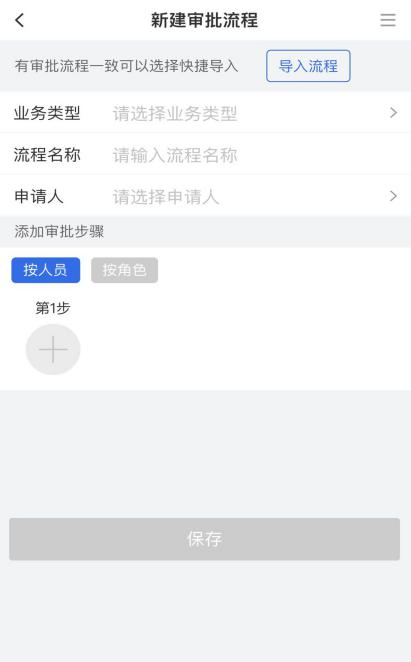 新建审批流程
有审批流程一致可以选择快捷导入 导入流程
业务类型 请选择业务类型
流程名称 请输入流程名称
申请人 请选择申请人
添加审批步骤
按人员 按角色
第1步
保存